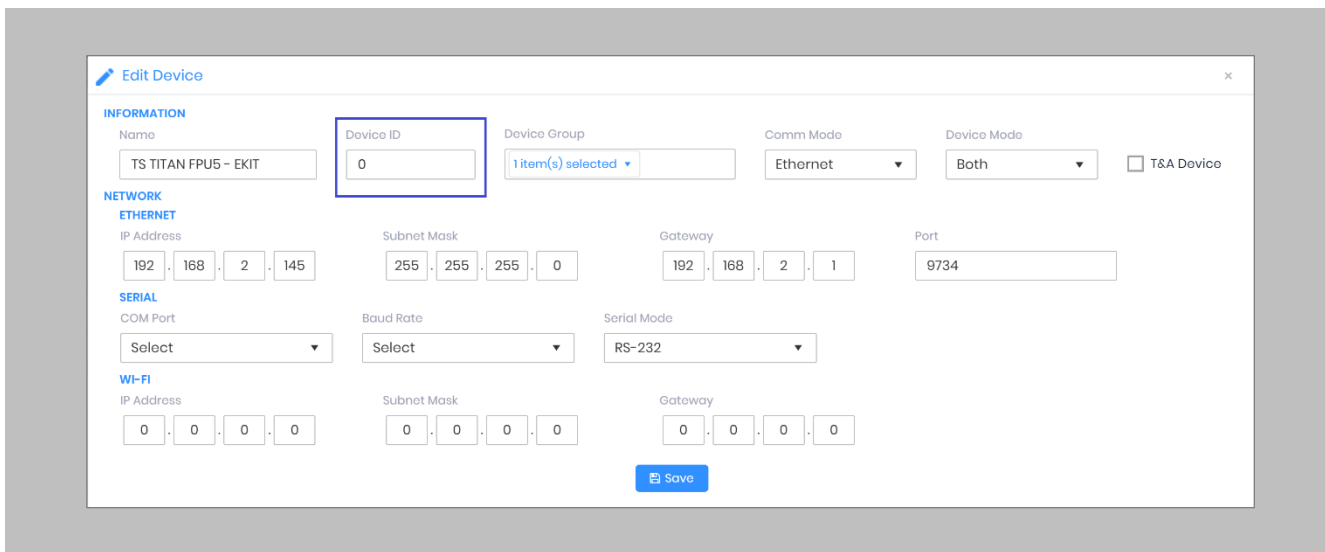 Edit Device ×
INFORMATION
Name Device ID Device Group Comm Mode Device Mode
TS TITAN FPU5 - EKIT 0 1 item(s) selected Ethernet Both T&A Device
NETWORK
ETHERNET
IP Address Subnet Mask Gateway Port
192 . 168 . 2 . 145 255 . 255 . 255 . 0 192 . 168 . 2 . 1 9734
SERIAL
COM Port Baud Rate Serial Mode
Select Select RS-232
WI-FI
IP Address Subnet Mask Gateway
0 . 0 . 0 . 0 0 . 0 . 0 . 0 0 . 0 . 0 . 0
Save